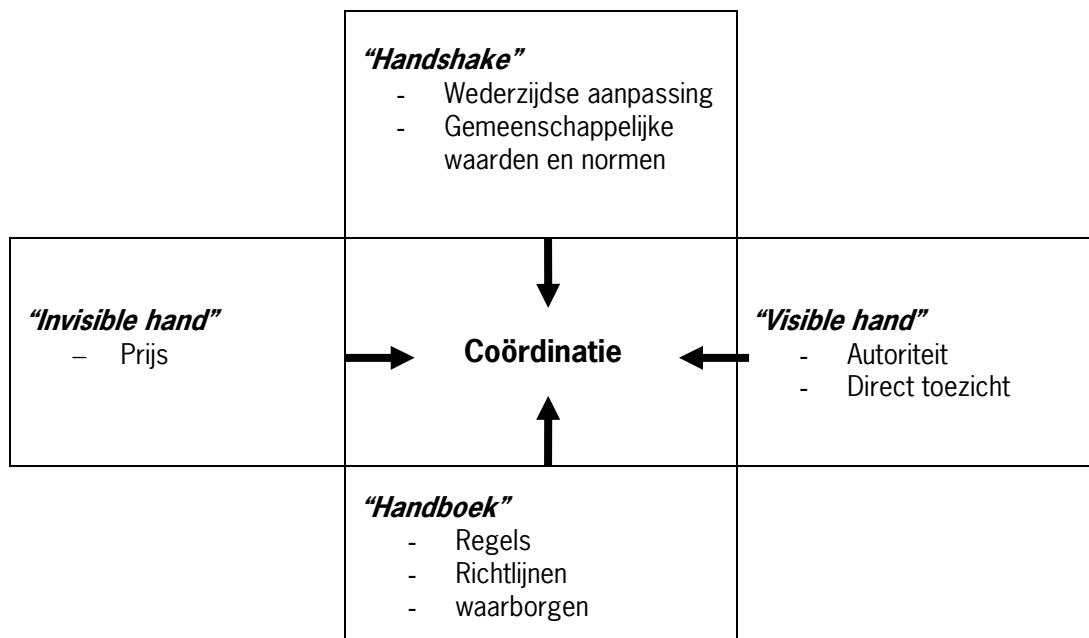 “Handshake”
- Wederzijdse aanpassing
- Gemeenschappelijke
waarden en normen
“Invisible hand”
– Prijs
Coördinatie
“Visible hand”
- Autoriteit
- Direct toezicht
“Handboek”
- Regels
- Richtlijnen
- waarborgen